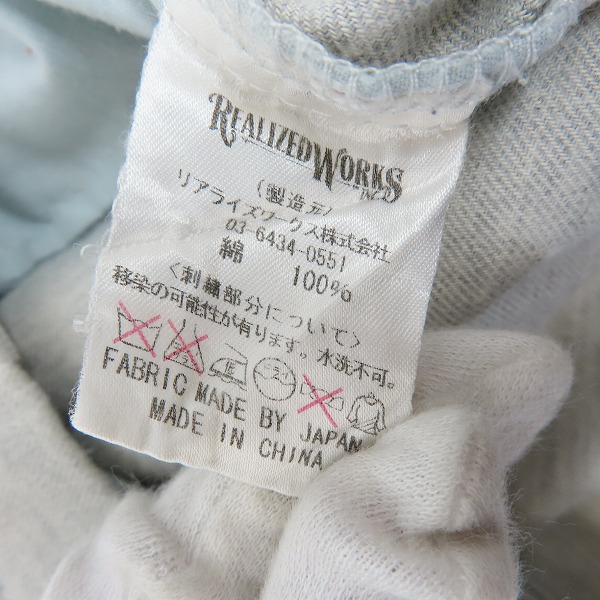 REALIZEDWORKS
INC.
(製造元)
リアライズワークス株式会社
03-6434-0551
綿 100%
<刺繍部分について>
移染の可能性が有ります。水洗不可。
FABRIC MADE BY JAPAN
MADE IN CHINA